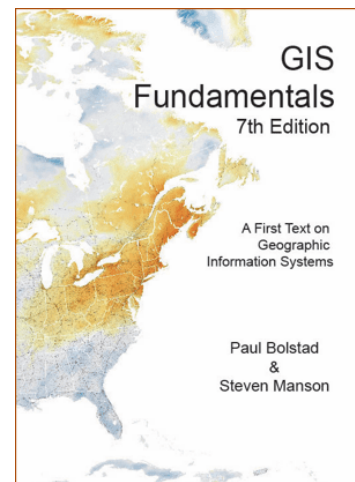 GIS
Fundamentals
7th Edition
A First Text on
Geographic
Information Systems
Paul Bolstad
&
Steven Manson